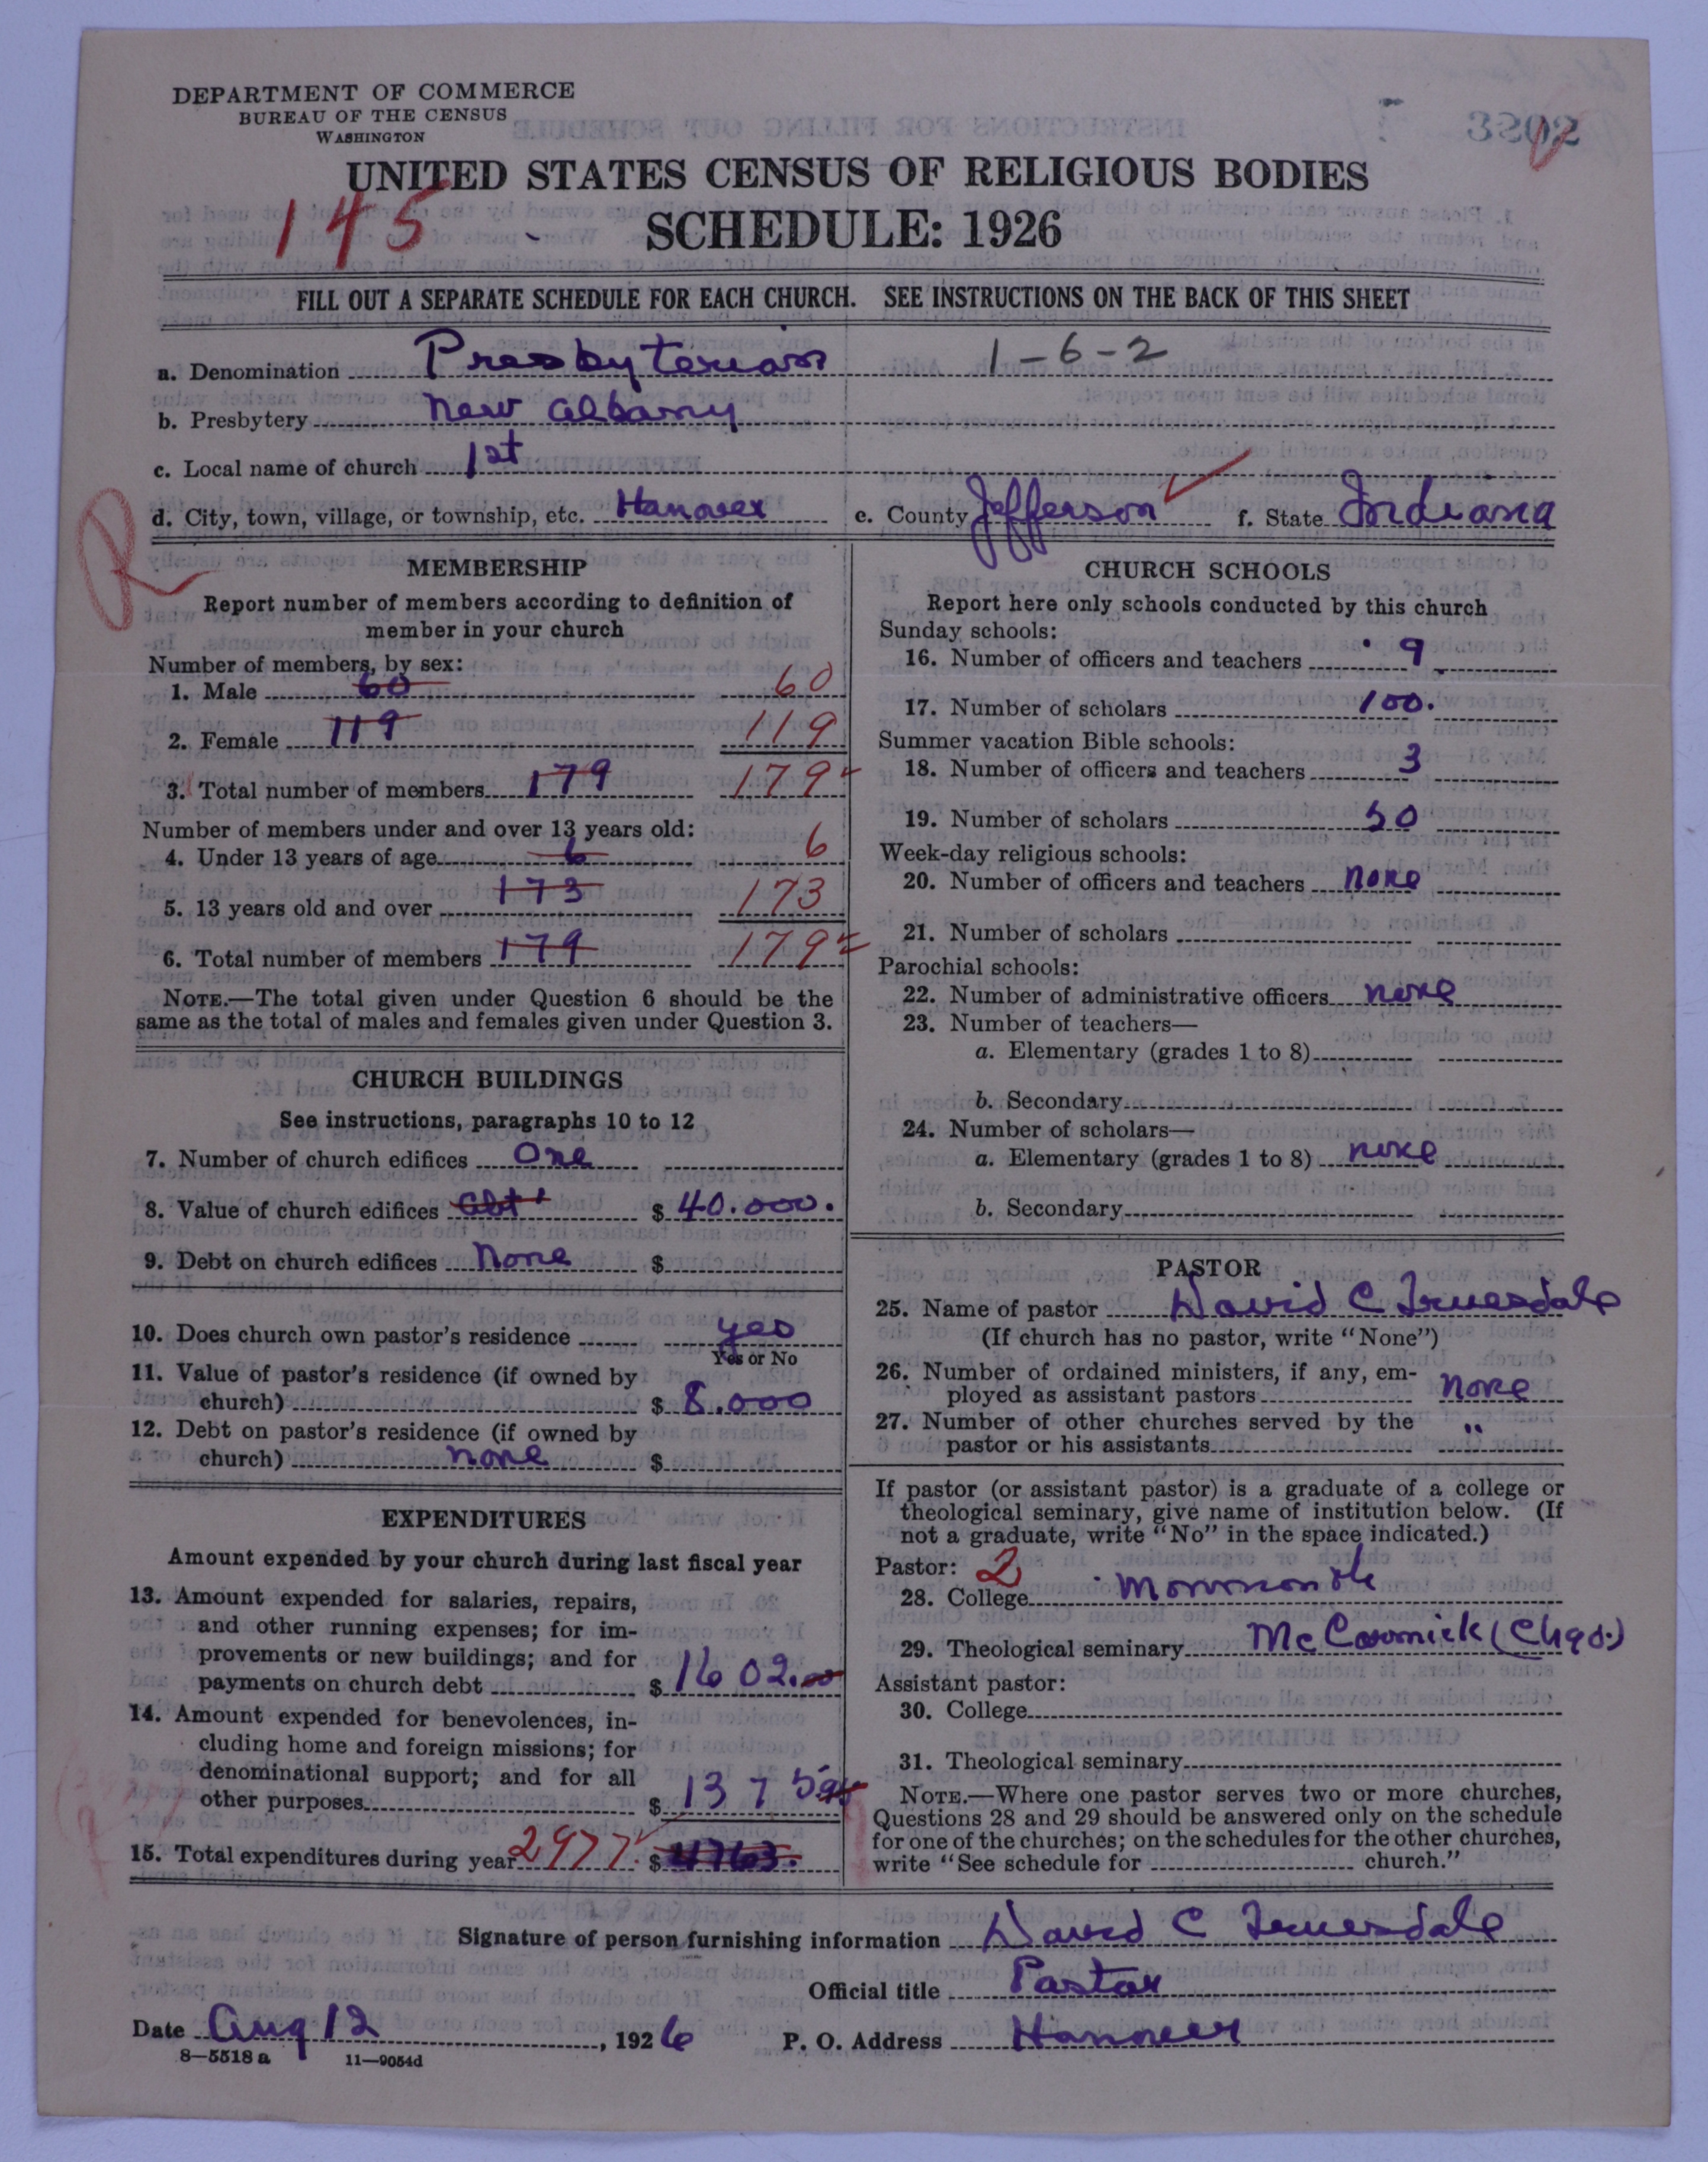 DEPARTMENT OF COMMERCE
BUREAU OF THE CENSUS
WASHINGTON
3802
UNITED STATES CENSUS OF RELIGIOUS BODIES
145
SCHEDULE: 1926
FILL OUT A SEPARATE SCHEDULE FOR EACH CHURCH. SEE INSTRUCTIONS ON THE BACK OF THIS SHEET
a. Denomination Presbyterian 1-6-2
b. Presbytery New Albany
c. Local name of church 1st
d. City, town, village, or township, etc. Hanover e. County Jefferson f. State Indiana
R
MEMBERSHIP
Report number of members according to definition of
member in your church
Number of members, by sex:
1. Male 60 60
2. Female 119 119
3. Total number of members 179 179
Number of members under and over 13 years old:
4. Under 13 years of age 6 6
5. 13 years old and over 173 173
6. Total number of members 179 179
NOTE.—The total given under Question 6 should be the
same as the total of males and females given under Question 3.
CHURCH BUILDINGS
See instructions, paragraphs 10 to 12
7. Number of church edifices One
8. Value of church edifices abt $ 40.000.
9. Debt on church edifices None $
10. Does church own pastor's residence yes
Yes or No
11. Value of pastor's residence (if owned by
church) $ 8.000
12. Debt on pastor's residence (if owned by
church) none $
EXPENDITURES
Amount expended by your church during last fiscal year
13. Amount expended for salaries, repairs,
and other running expenses; for im-
provements or new buildings; and for
payments on church debt $ 1602.00
14. Amount expended for benevolences, in-
cluding home and foreign missions; for
denominational support; and for all
other purposes $ 1375
15. Total expenditures during year 2977 $ 4763.
CHURCH SCHOOLS
Report here only schools conducted by this church
Sunday schools:
16. Number of officers and teachers 9
17. Number of scholars 100.
Summer vacation Bible schools:
18. Number of officers and teachers 3
19. Number of scholars 50
Week-day religious schools:
20. Number of officers and teachers none
21. Number of scholars
Parochial schools:
22. Number of administrative officers none
23. Number of teachers—
a. Elementary (grades 1 to 8)
b. Secondary
24. Number of scholars—
a. Elementary (grades 1 to 8) none
b. Secondary
PASTOR
25. Name of pastor David C Truesdale
(If church has no pastor, write "None")
26. Number of ordained ministers, if any, em-
ployed as assistant pastors none
27. Number of other churches served by the
pastor or his assistants "
If pastor (or assistant pastor) is a graduate of a college or
theological seminary, give name of institution below. (If
not a graduate, write "No" in the space indicated.)
Pastor: 2
28. College Monmouth
29. Theological seminary McCormick (Chgo.)
Assistant pastor:
30. College
31. Theological seminary
NOTE.—Where one pastor serves two or more churches,
Questions 28 and 29 should be answered only on the schedule
for one of the churches; on the schedules for the other churches,
write "See schedule for church."
Signature of person furnishing information David C Truesdale
Official title Pastor
Date Aug 12, 1926 P. O. Address Hanover
8—5518 a 11—9054d